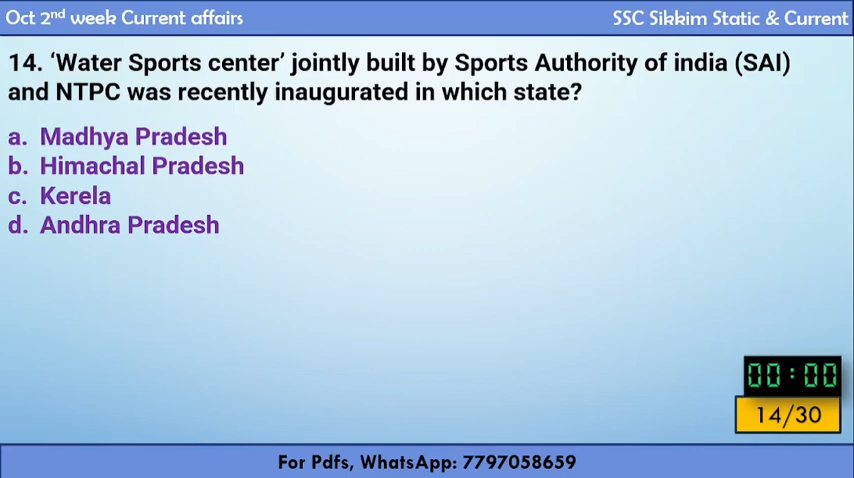 Oct 2nd week Current affairs
SSC Sikkim Static & Current
14. ‘Water Sports center’ jointly built by Sports Authority of india (SAI)
and NTPC was recently inaugurated in which state?
a. Madhya Pradesh
b. Himachal Pradesh
c. Kerela
d. Andhra Pradesh
00:00
14/30
For Pdfs, WhatsApp: 7797058659